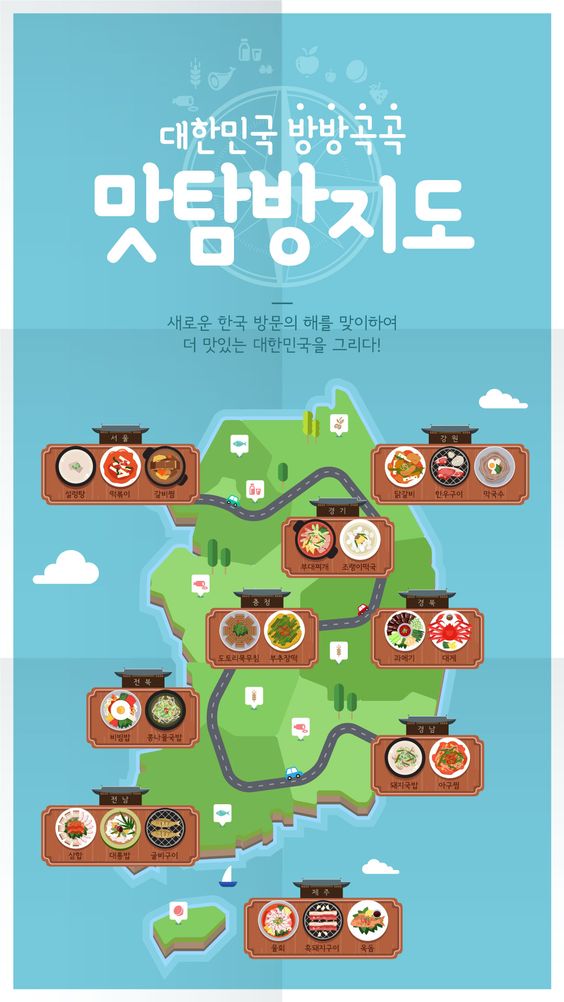 대한민국 방방곡곡
맛탐방지도
새로운 한국 방문의 해를 맞이하여
더 맛있는 대한민국을 그리다!
서울
설렁탕 떡볶이 갈비찜
강원
닭갈비 한우구이 막국수
경기
부대찌개 조랭이떡국
충청
도토리묵무침 부추장떡
경북
과메기 대게
전북
비빔밥 콩나물국밥
경남
돼지국밥 아구찜
전남
삼합 대통밥 굴비구이
제주
물회 흑돼지구이 옥돔